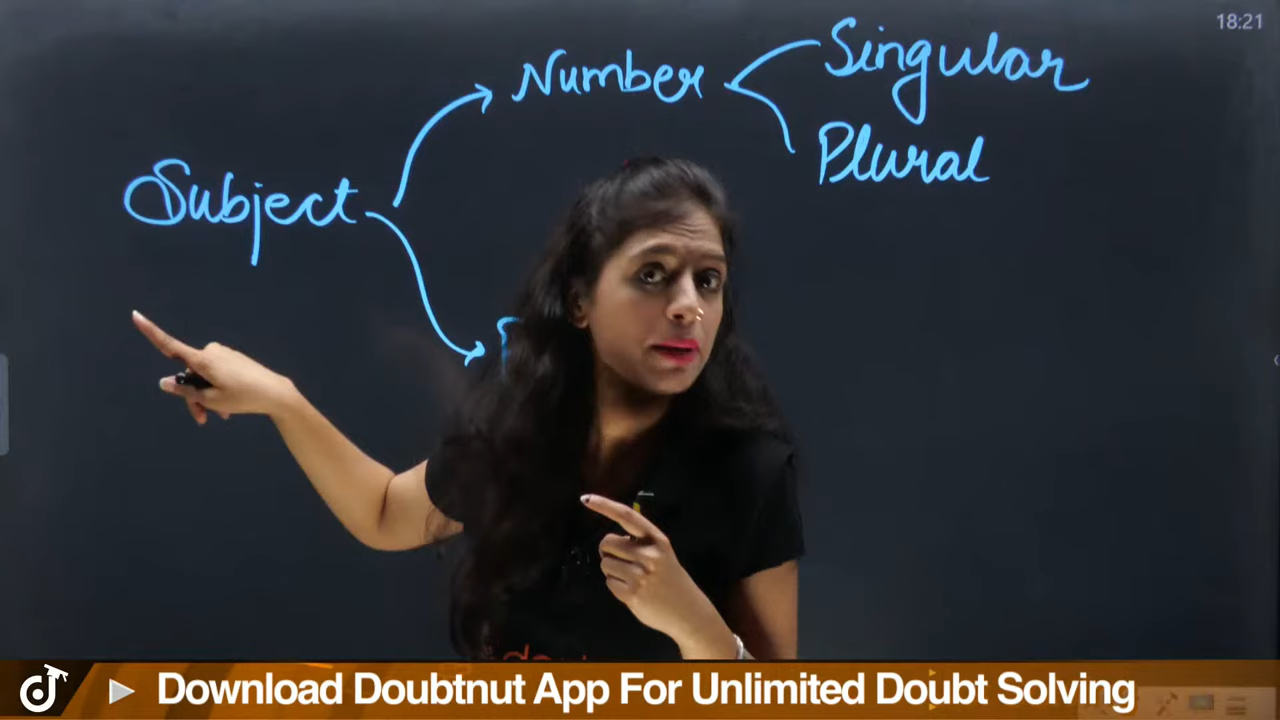 18:21
Number
Singular
Plural
Subject
Download Doubtnut App For Unlimited Doubt Solving